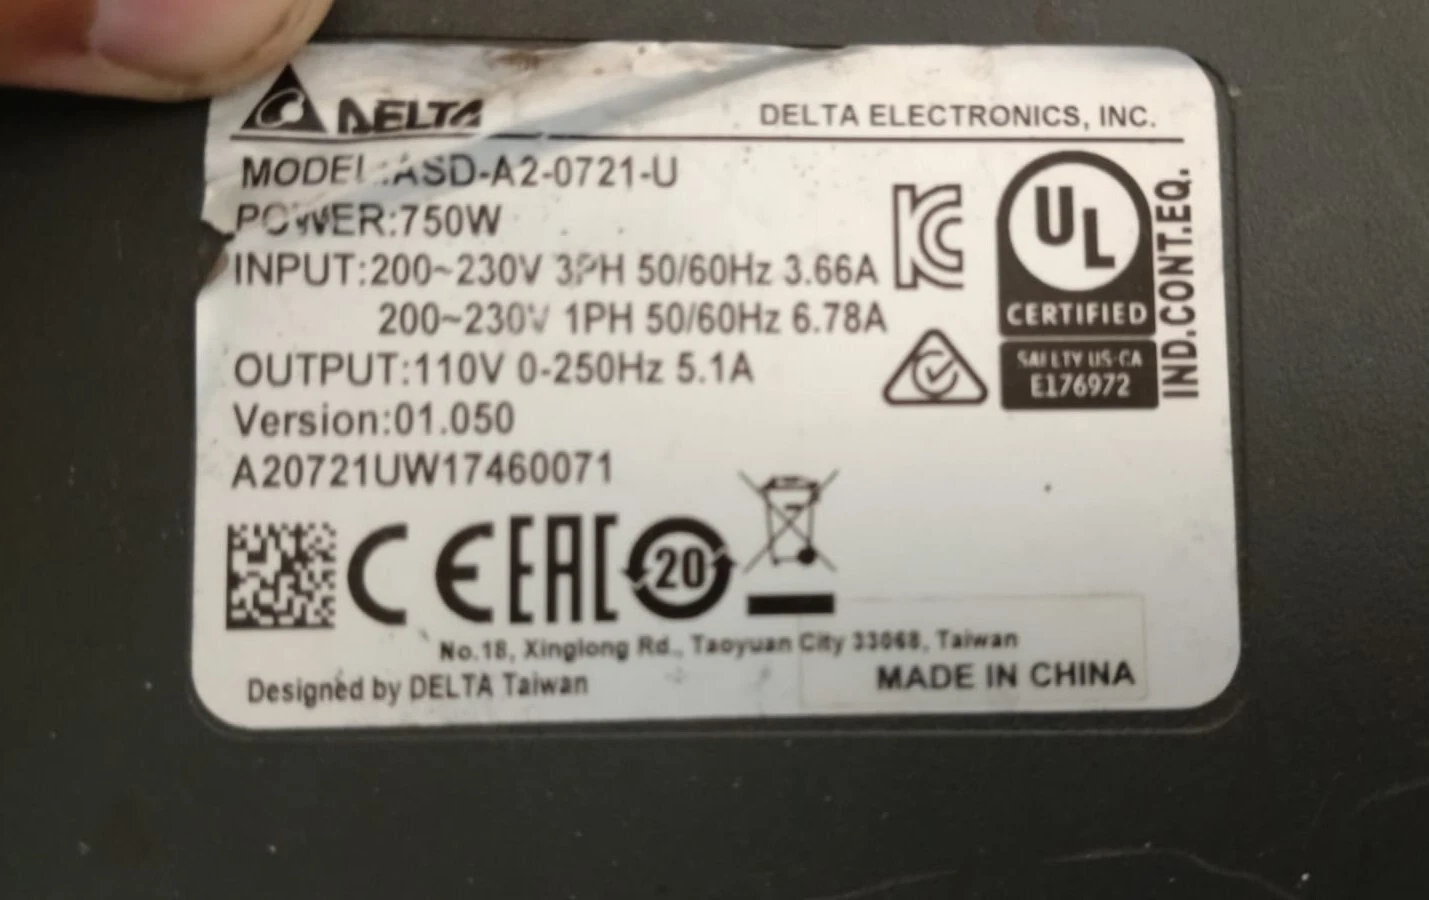 DELTA
DELTA ELECTRONICS, INC.
MODEL:ASD-A2-0721-U
POWER:750W
INPUT:200~230V 3PH 50/60Hz 3.66A
200~230V 1PH 50/60Hz 6.78A
OUTPUT:110V 0-250Hz 5.1A
Version:01.050
A20721UW17460071
UL
CERTIFIED
SAFETY US-CA
E176972
IND.CONT.EQ.
CE EAC 20
No.18, Xinglong Rd., Taoyuan City 33068, Taiwan
Designed by DELTA Taiwan
MADE IN CHINA